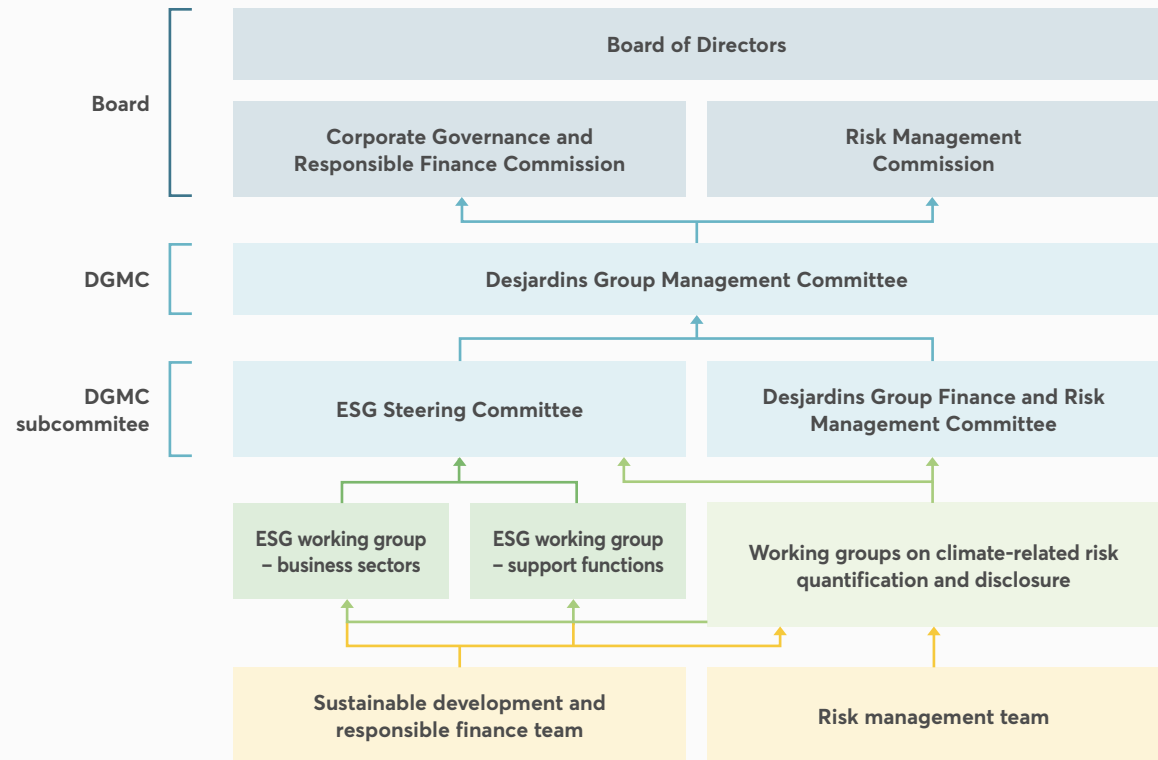 Board
Board of Directors
Corporate Governance and
Responsible Finance Commission
Risk Management
Commission
DGMC
Desjardins Group Management Committee
DGMC
subcommitee
ESG Steering Committee
Desjardins Group Finance and Risk
Management Committee
ESG working group
– business sectors
ESG working group
– support functions
Working groups on climate-related risk
quantification and disclosure
Sustainable development and
responsible finance team
Risk management team